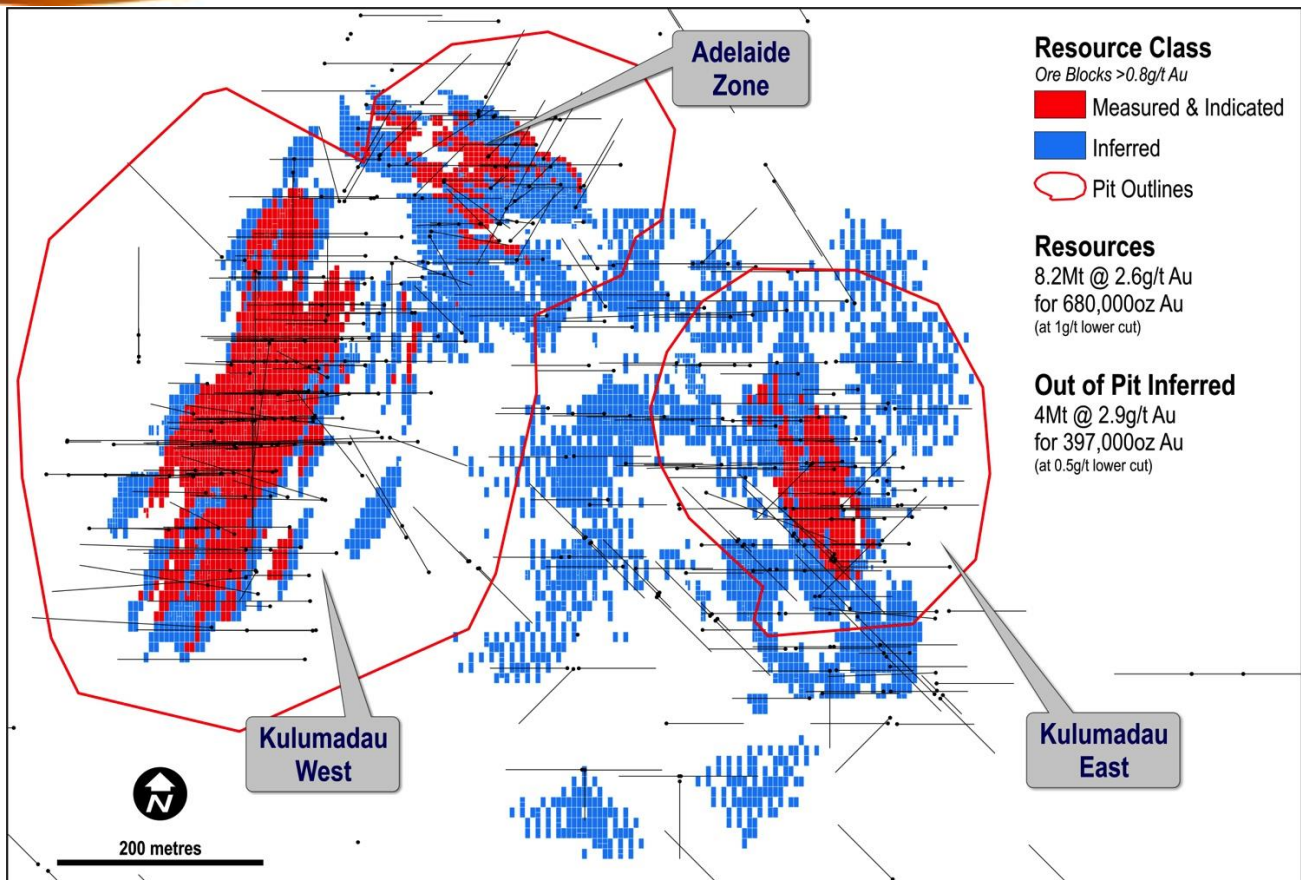 Adelaide
Zone
Resource Class
Ore Blocks >0.8g/t Au
Measured & Indicated
Inferred
Pit Outlines
Resources
8.2Mt @ 2.6g/t Au
for 680,000oz Au
(at 1g/t lower cut)
Out of Pit Inferred
4Mt @ 2.9g/t Au
for 397,000oz Au
(at 0.5g/t lower cut)
Kulumadau
West
Kulumadau
East
N
200 metres